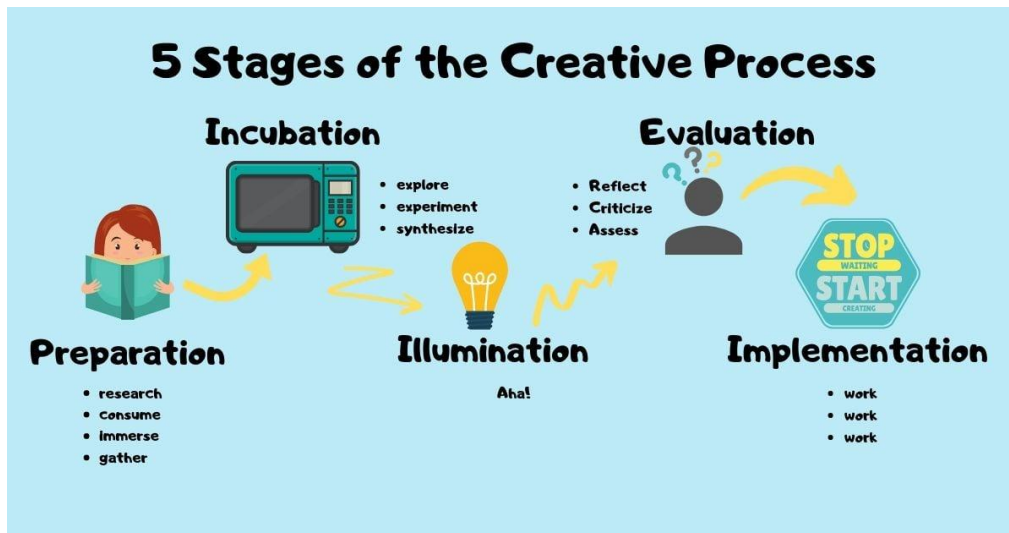 5 Stages of the Creative Process
Preparation
research
consume
immerse
gather
Incubation
explore
experiment
synthesize
Illumination
Aha!
Evaluation
Reflect
Criticize
Assess
STOP
WAITING
START
CREATING
Implementation
work
work
work